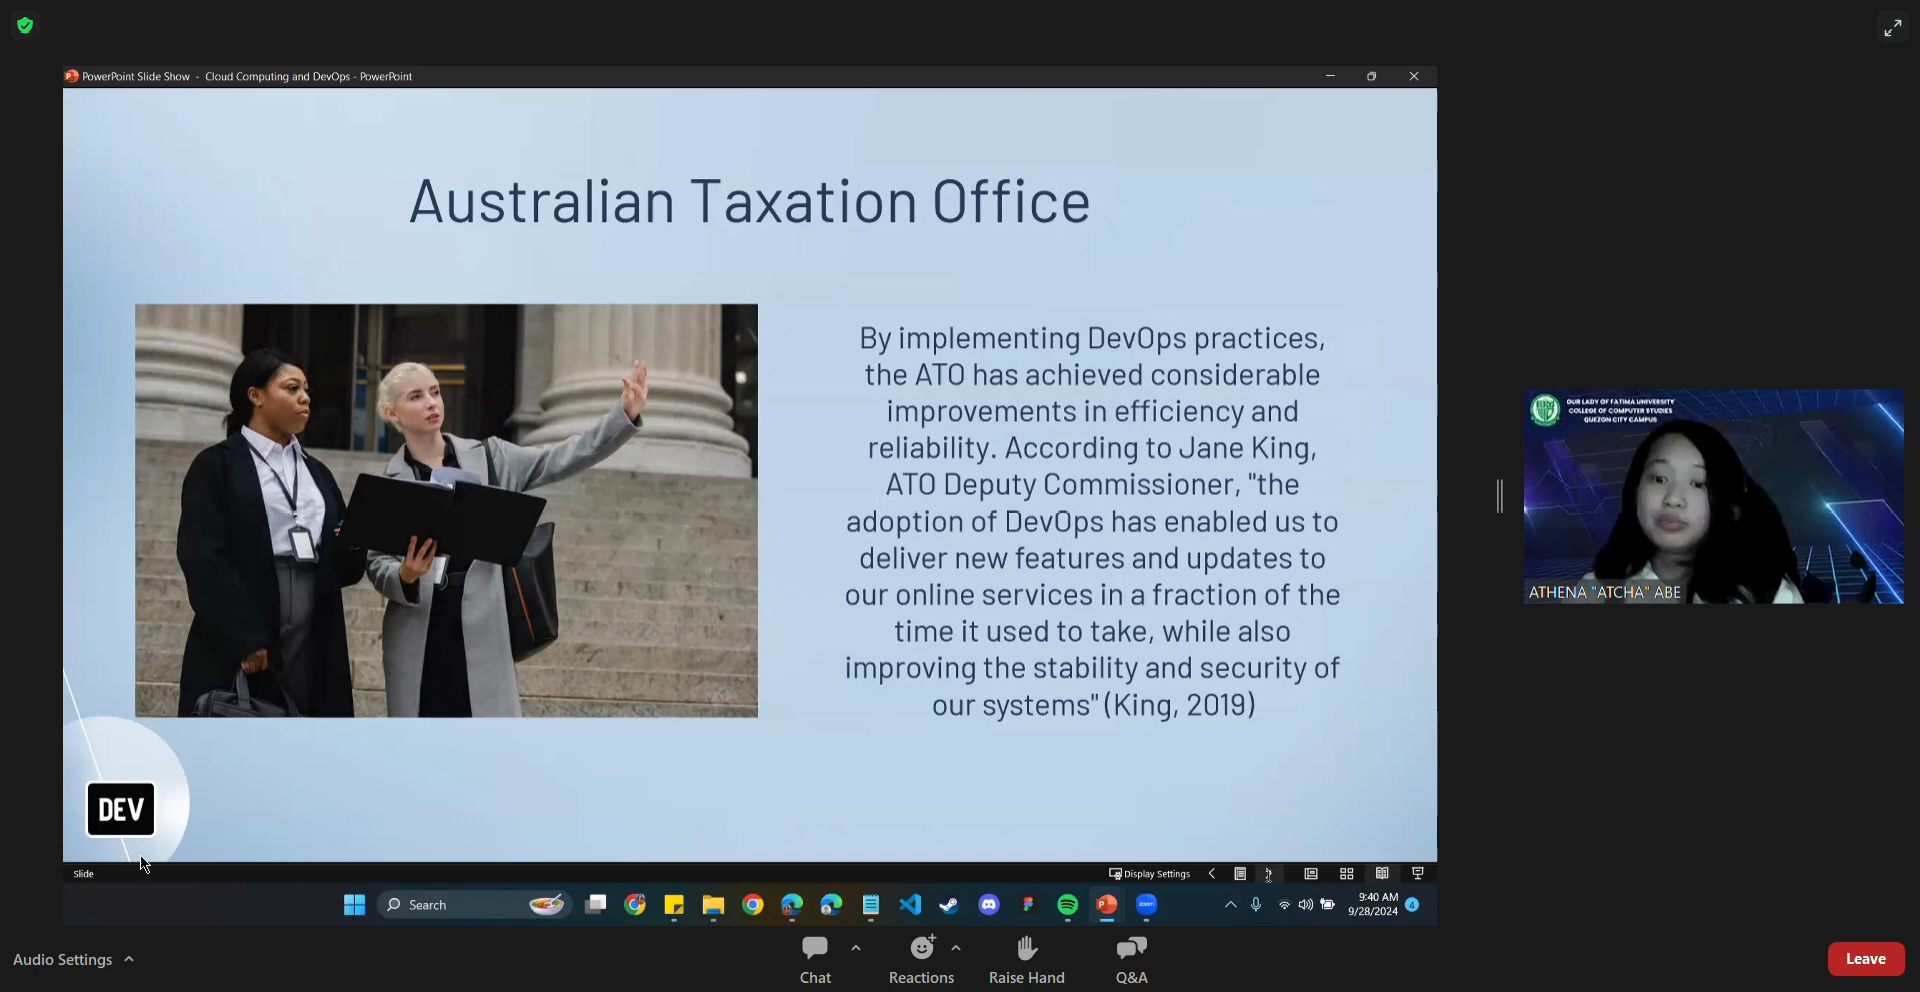 PowerPoint Slide Show - Cloud Computing and DevOps - PowerPoint
Australian Taxation Office
By implementing DevOps practices,
the ATO has achieved considerable
improvements in efficiency and
reliability. According to Jane King,
ATO Deputy Commissioner, "the
adoption of DevOps has enabled us to
deliver new features and updates to
our online services in a fraction of the
time it used to take, while also
improving the stability and security of
our systems" (King, 2019)
DEV
OUR LADY OF FATIMA UNIVERSITY
COLLEGE OF COMPUTER STUDIES
QUEZON CITY CAMPUS
ATHENA "ATCHA" ABE
Slide
Display Settings
Search
zoom
9:40 AM
9/28/2024
4
Audio Settings
Chat
Reactions
Raise Hand
Q&A
Leave